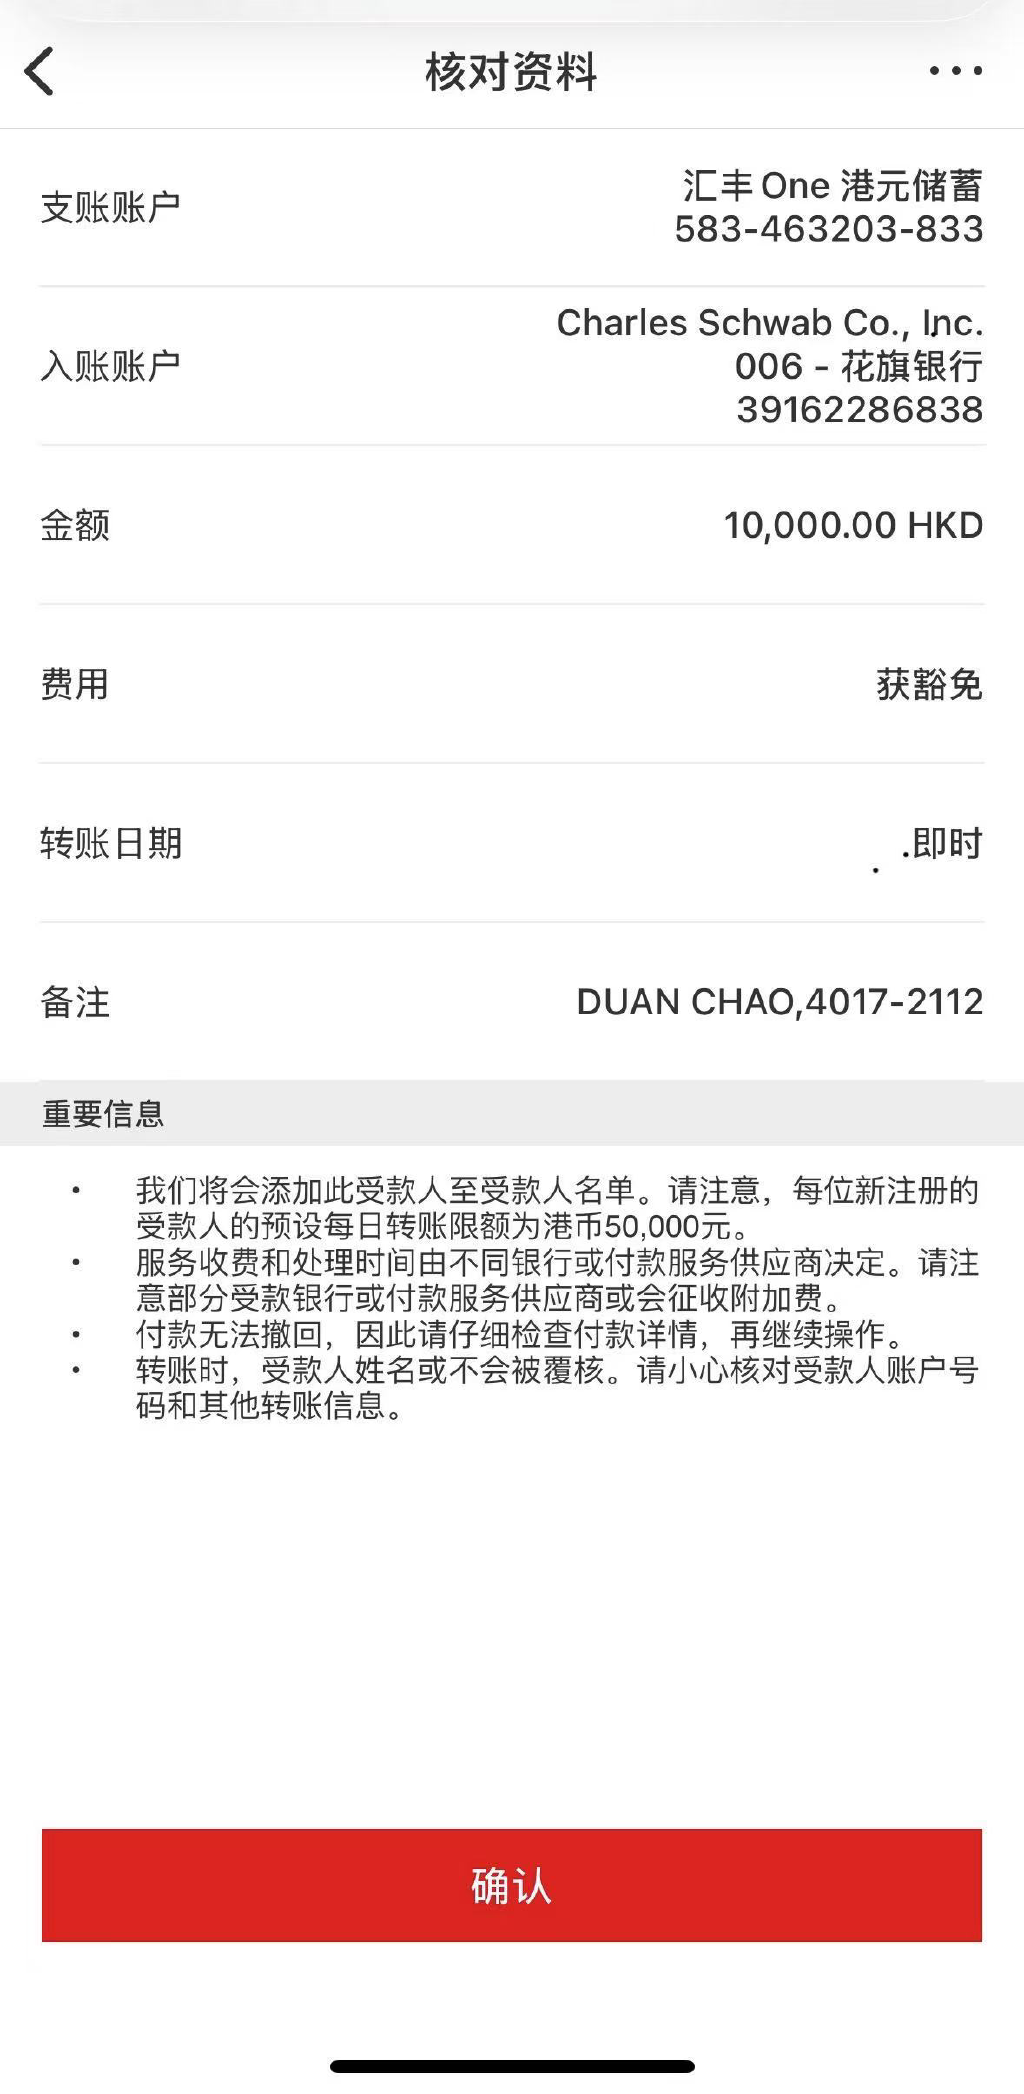 核对资料
支账账户
汇丰 One 港元储蓄
583-463203-833
入账账户
Charles Schwab Co., Inc.
006 - 花旗银行
39162286838
金额
10,000.00 HKD
费用
获豁免
转账日期
.即时
备注
DUAN CHAO,4017-2112
重要信息
• 我们将会添加此受款人至受款人名单。请注意，每位新注册的
受款人的预设每日转账限额为港币50,000元。
• 服务收费和处理时间由不同银行或付款服务供应商决定。请注
意部分受款银行或付款服务供应商或会征收附加费。
• 付款无法撤回，因此请仔细检查付款详情，再继续操作。
• 转账时，受款人姓名或不会被覆核。请小心核对受款人账户号
码和其他转账信息。
确认